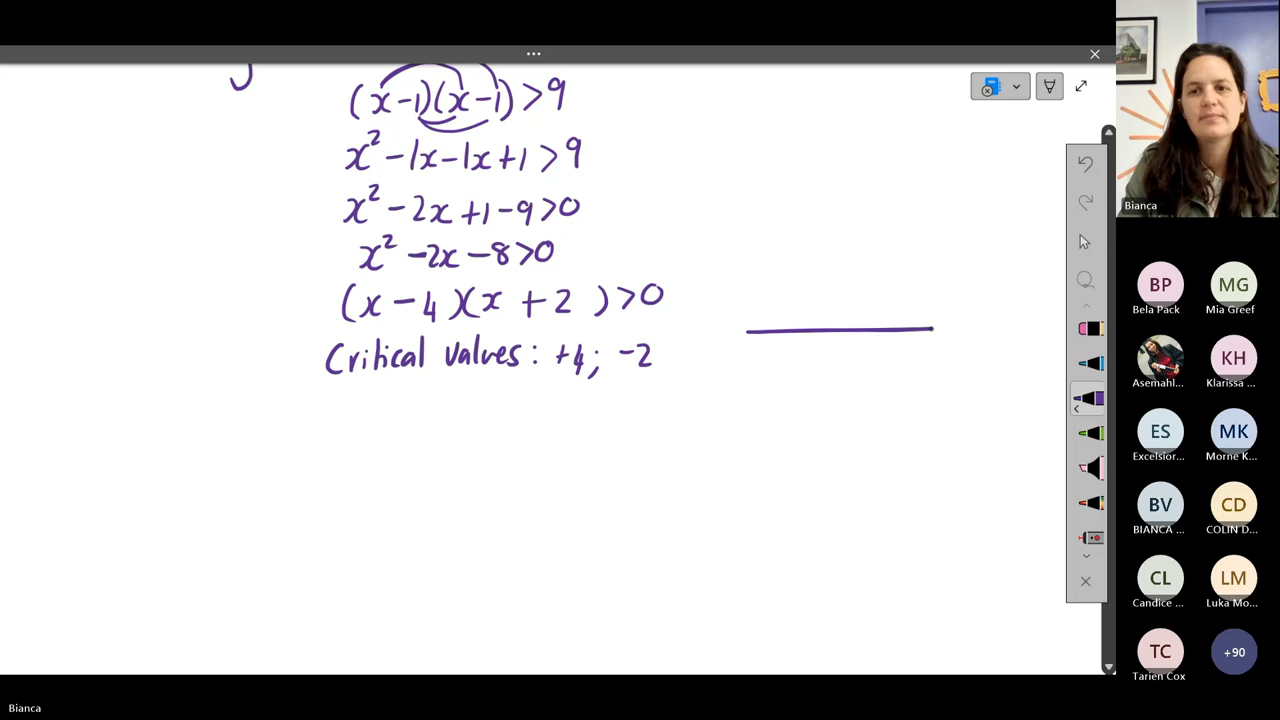 (x-1)(x-1)>9
x²-1x-1x+1>9
x²-2x+1-9>0
x²-2x-8>0
(x-4)(x+2)>0
Critical values: +4; -2
Bianca
BP
Bela Pack
MG
Mia Greef
Asemahl...
KH
Klarissa ...
ES
Excelsior...
MK
Morne K...
BV
BIANCA ...
CD
COLIN D...
CL
Candice ...
LM
Luka Mo...
TC
Tarien Cox
+90
Bianca